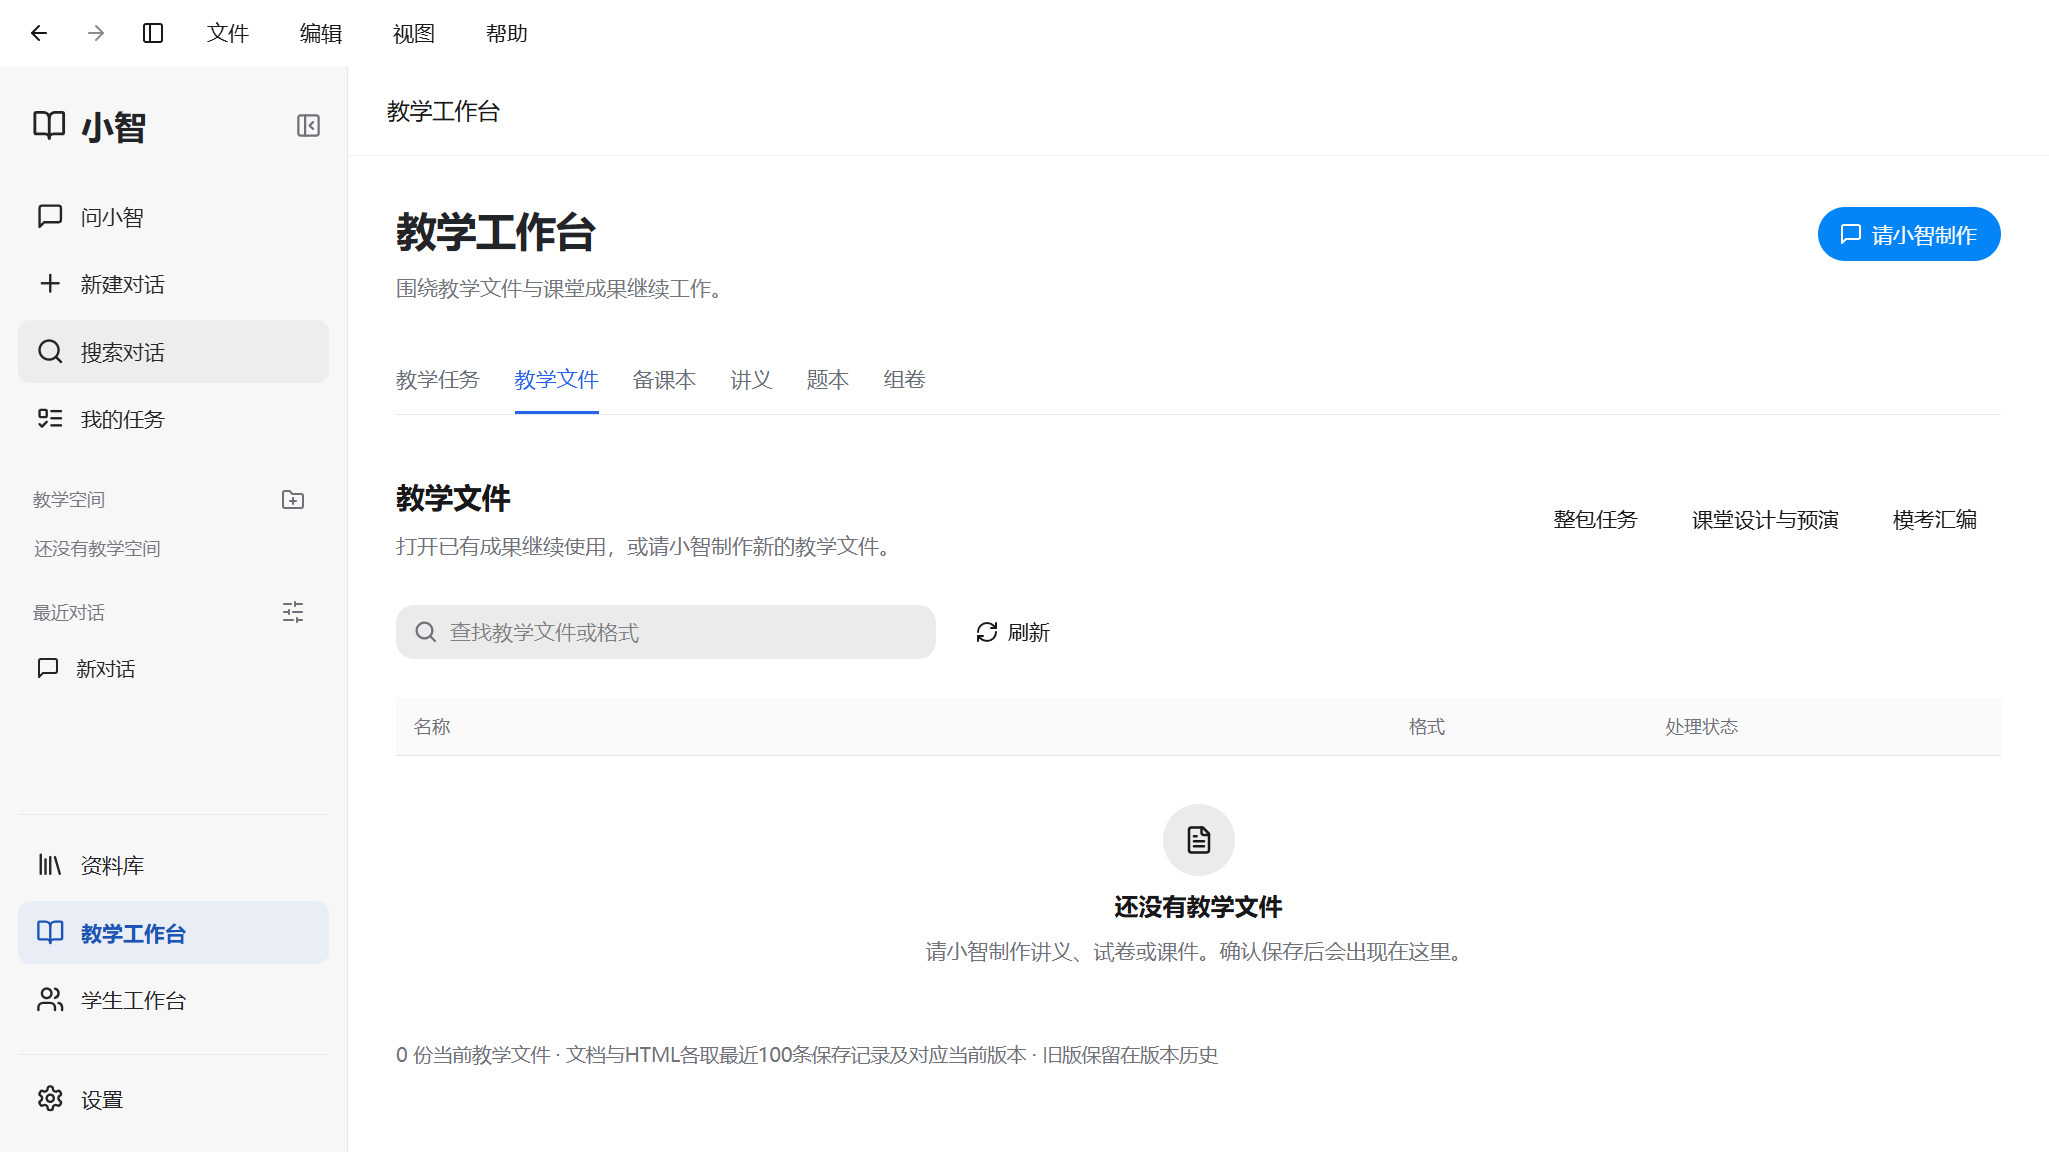 文件 编辑 视图 帮助
小智
问小智
新建对话
搜索对话
我的任务
教学空间
还没有教学空间
最近对话
新对话
资料库
教学工作台
学生工作台
设置
教学工作台
教学工作台
请小智制作
围绕教学文件与课堂成果继续工作。
教学任务 教学文件 备课本 讲义 题本 组卷
教学文件
打开已有成果继续使用，或请小智制作新的教学文件。
整包任务 课堂设计与预演 模考汇编
查找教学文件或格式
刷新
名称 格式 处理状态
还没有教学文件
请小智制作讲义、试卷或课件。确认保存后会出现在这里。
0 份当前教学文件 · 文档与HTML各取最近100条保存记录及对应当前版本 · 旧版保留在版本历史